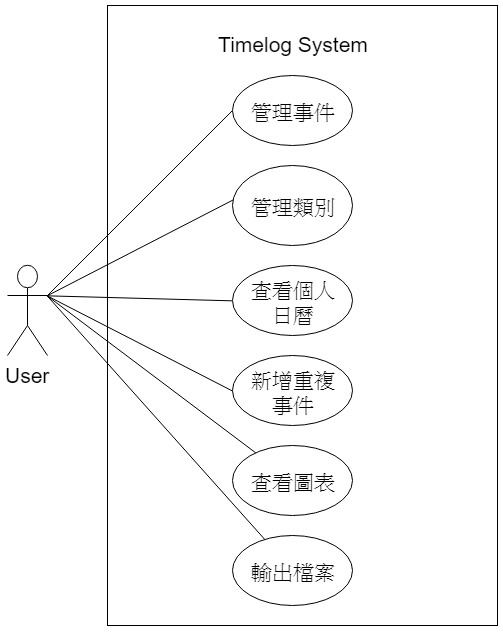 Timelog System
管理事件
管理類別
查看個人
日曆
User
新增重複
事件
查看圖表
輸出檔案